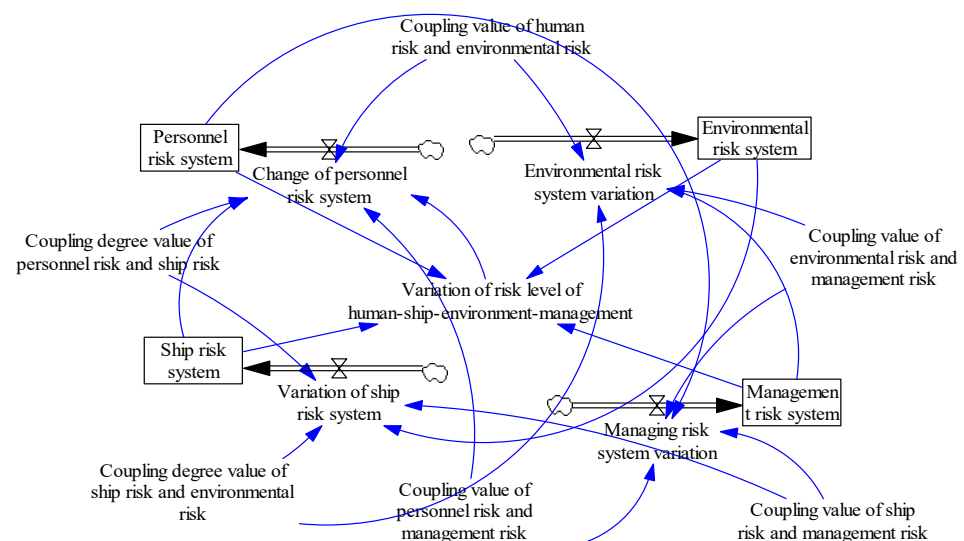 Coupling value of human
risk and environmental risk
Personnel
risk system
Environmental
risk system
Change of personnel
risk system
Environmental risk
system variation
Coupling degree value of
personnel risk and ship risk
Coupling value of
environmental risk and
management risk
Variation of risk level of
human-ship-environment-management
Ship risk
system
Variation of ship
risk system
Managemen
t risk system
Managing risk
system variation
Coupling degree value of
ship risk and environmental
risk
Coupling value of
personnel risk and
management risk
Coupling value of ship
risk and management risk